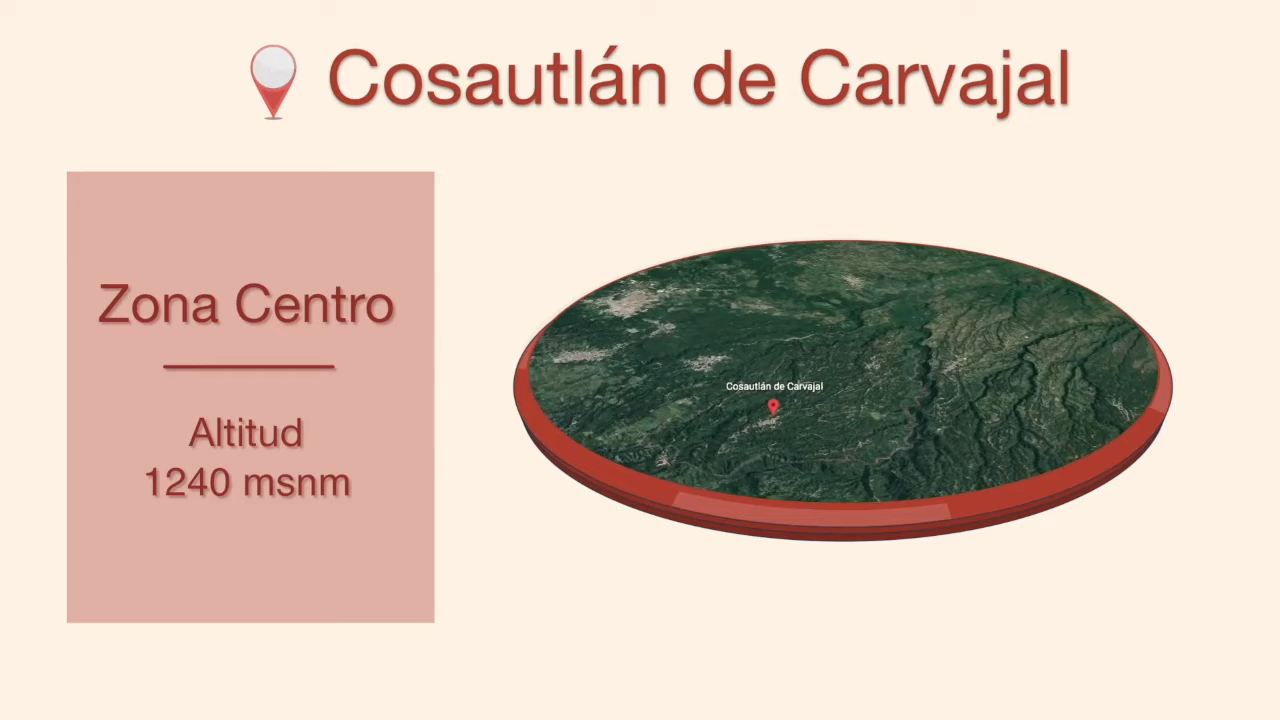 Cosautlán de Carvajal
Zona Centro
Altitud
1240 msnm
Cosautlán de Carvajal